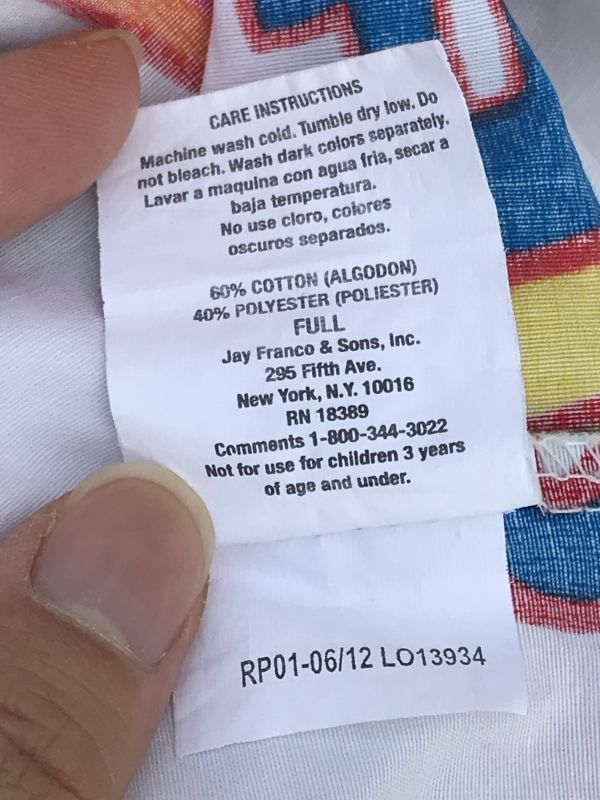 CARE INSTRUCTIONS
Machine wash cold. Tumble dry low. Do
not bleach. Wash dark colors separately.
Lavar a maquina con agua fria, secar a
baja temperatura.
No use cloro, colores
oscuros separados.
60% COTTON (ALGODON)
40% POLYESTER (POLIESTER)
FULL
Jay Franco & Sons, Inc.
295 Fifth Ave.
New York, N.Y. 10016
RN 18389
Comments 1-800-344-3022
Not for use for children 3 years
of age and under.
RP01-06/12 LO13934